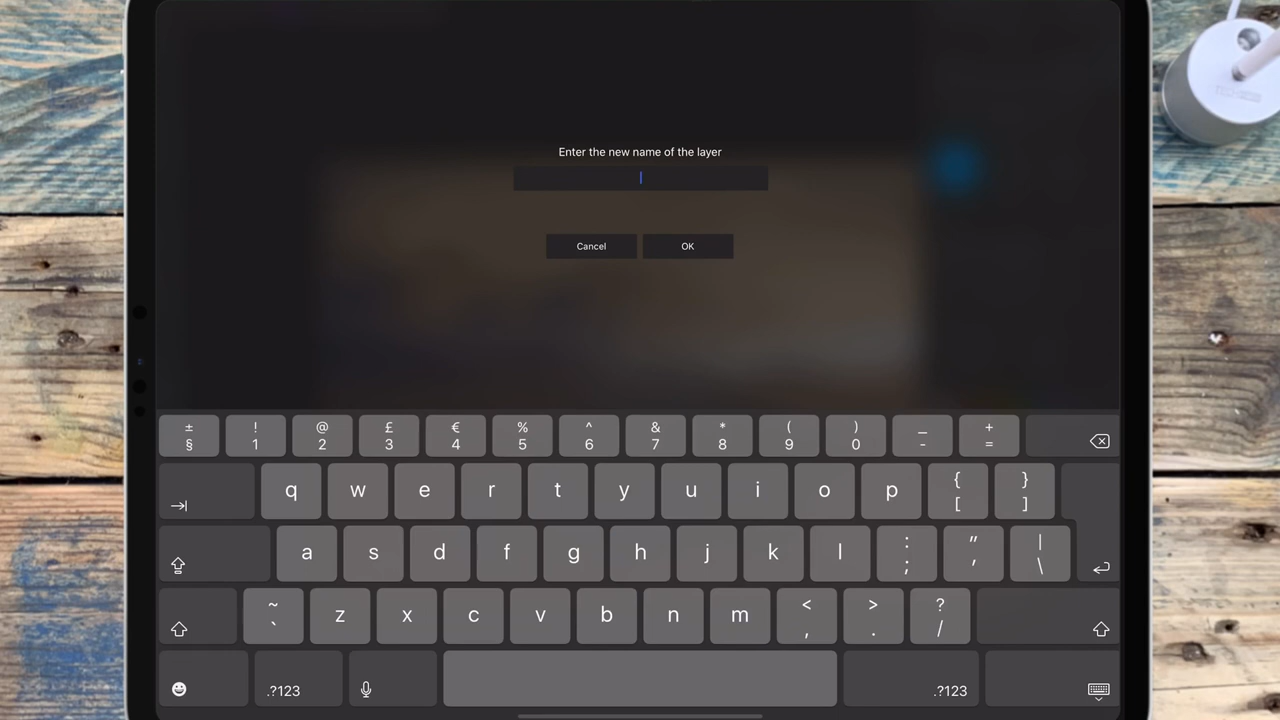 Enter the new name of the layer
Cancel OK
± ! @ £ € % ^ & * ( ) _ +
§ 1 2 3 4 5 6 7 8 9 0 - =
q w e r t y u i o p { }
[ ]
a s d f g h j k l : " |
; ' \
~ z x c v b n m < > ?
` , . /
.?123 .?123